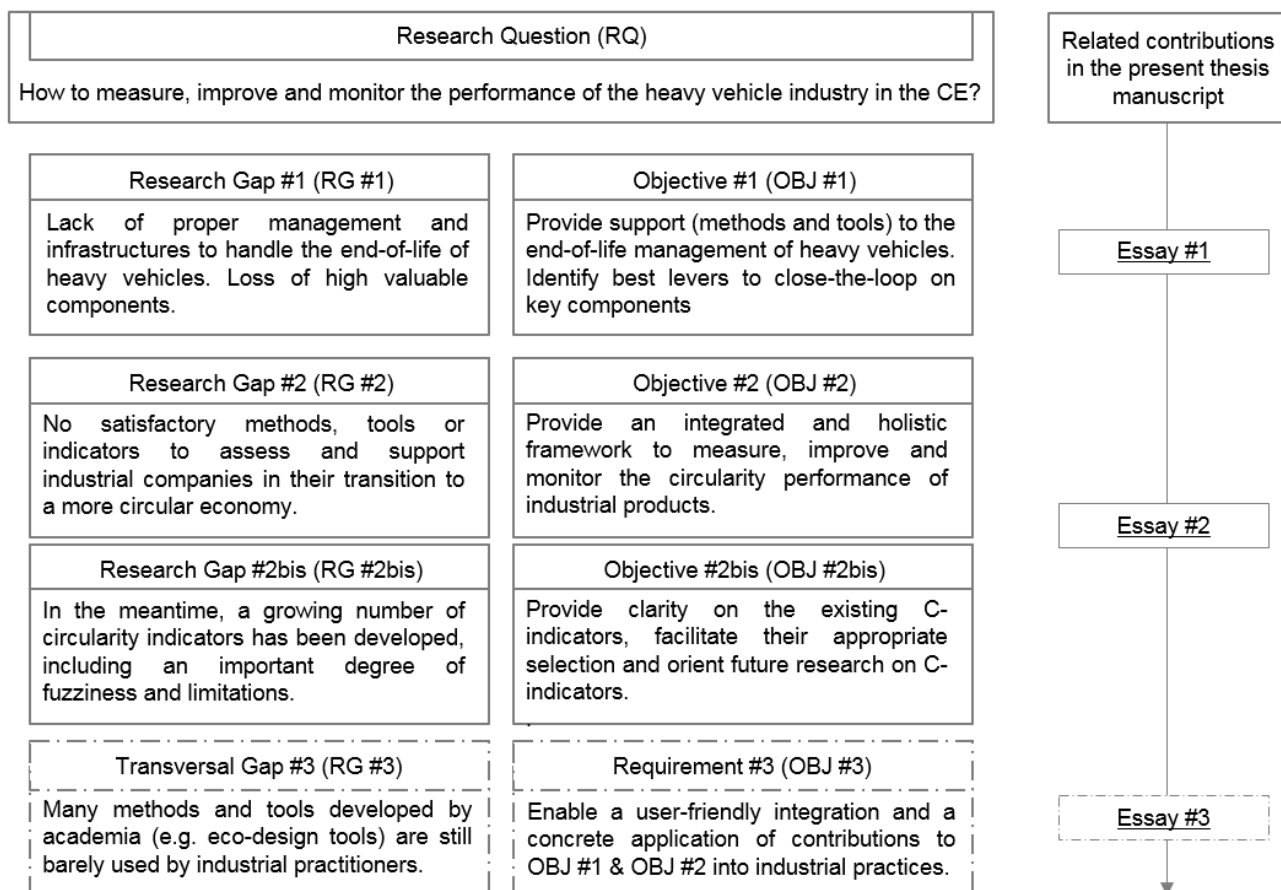 Research Question (RQ)
How to measure, improve and monitor the performance of the heavy vehicle industry in the CE?
Related contributions
in the present thesis
manuscript
Research Gap #1 (RG #1)
Lack of proper management and
infrastructures to handle the end-of-life of
heavy vehicles. Loss of high valuable
components.
Objective #1 (OBJ #1)
Provide support (methods and tools) to the
end-of-life management of heavy vehicles.
Identify best levers to close-the-loop on
key components
Essay #1
Research Gap #2 (RG #2)
No satisfactory methods, tools or
indicators to assess and support
industrial companies in their transition to
a more circular economy.
Objective #2 (OBJ #2)
Provide an integrated and holistic
framework to measure, improve and
monitor the circularity performance of
industrial products.
Essay #2
Research Gap #2bis (RG #2bis)
In the meantime, a growing number of
circularity indicators has been developed,
including an important degree of
fuzziness and limitations.
Objective #2bis (OBJ #2bis)
Provide clarity on the existing C-
indicators, facilitate their appropriate
selection and orient future research on C-
indicators.
.
Transversal Gap #3 (RG #3)
Many methods and tools developed by
academia (e.g. eco-design tools) are still
barely used by industrial practitioners.
Requirement #3 (OBJ #3)
Enable a user-friendly integration and a
concrete application of contributions to
OBJ #1 & OBJ #2 into industrial practices.
Essay #3